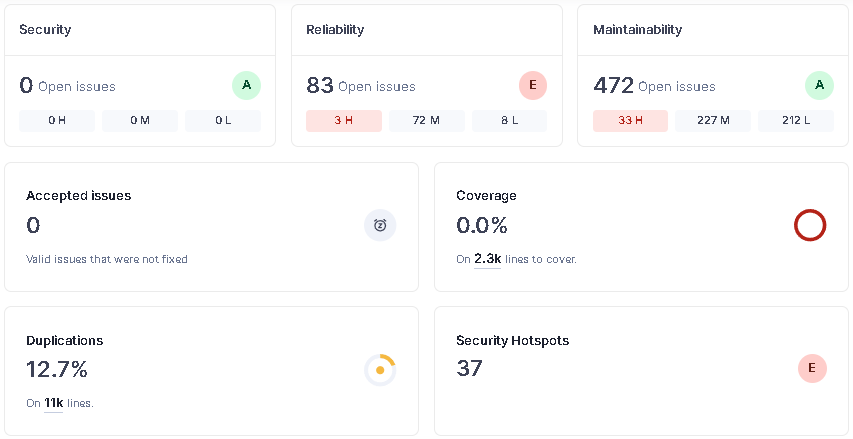 Security
Reliability
Maintainability
0 Open issues
A
83 Open issues
E
472 Open issues
A
0 H
0 M
0 L
3 H
72 M
8 L
33 H
227 M
212 L
Accepted issues
0
z
Valid issues that were not fixed
Coverage
0.0%
On 2.3k lines to cover.
Duplications
12.7%
On 11k lines.
Security Hotspots
37
E